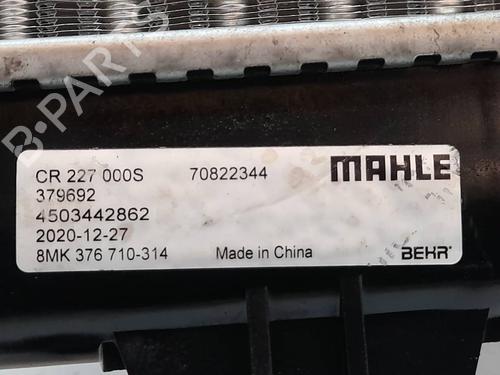 B-PARTS
CR 227 000S 70822344 MAHLE
379692
4503442862
2020-12-27
8MK 376 710-314 Made in China BEHR®